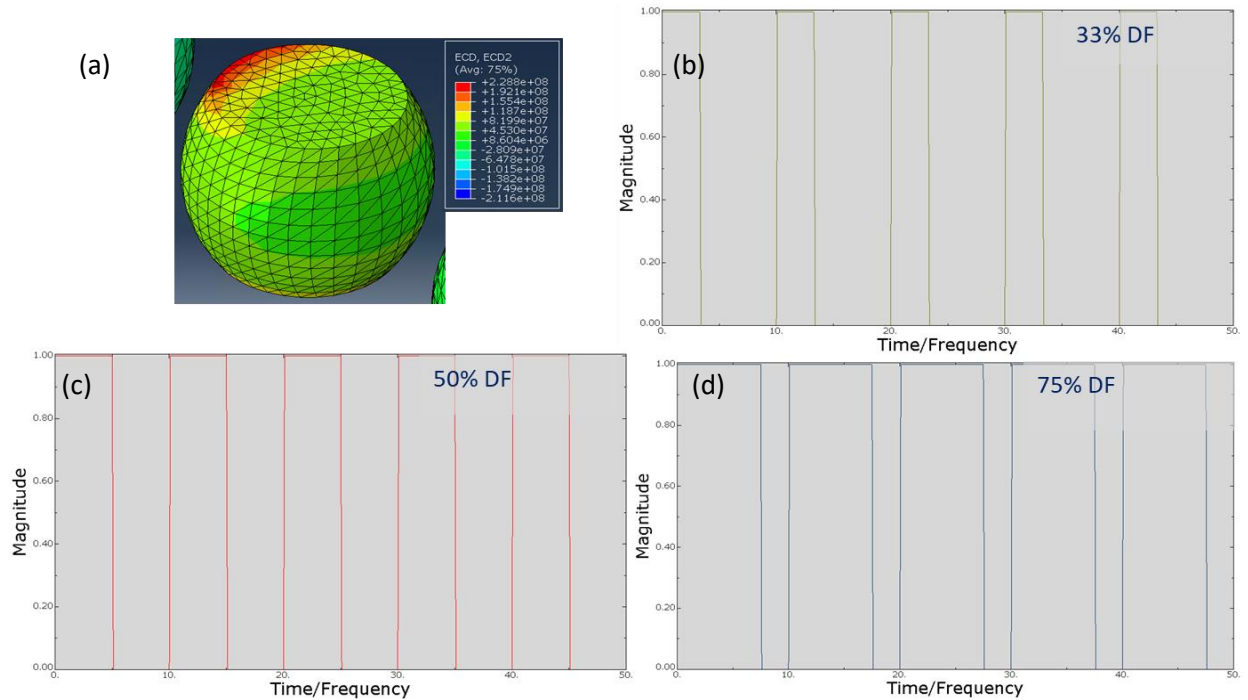 (a)
ECD, ECD2
(Avg: 75%)
+2.288e+08
+1.921e+08
+1.554e+08
+1.187e+08
+8.199e+07
+4.530e+07
+8.604e+06
-2.809e+07
-6.478e+07
-1.015e+08
-1.382e+08
-1.749e+08
-2.116e+08
(b)
33% DF
Magnitude
1.00
0.80
0.60
0.40
0.20
0.00
0. 10. 20. 30. 40. 50.
Time/Frequency
(c)
50% DF
Magnitude
1.00
0.80
0.60
0.40
0.20
0.00
0. 10. 20. 30. 40. 50.
Time/Frequency
(d)
75% DF
Magnitude
1.00
0.80
0.60
0.40
0.20
0.00
0. 10. 20. 30. 40. 50.
Time/Frequency